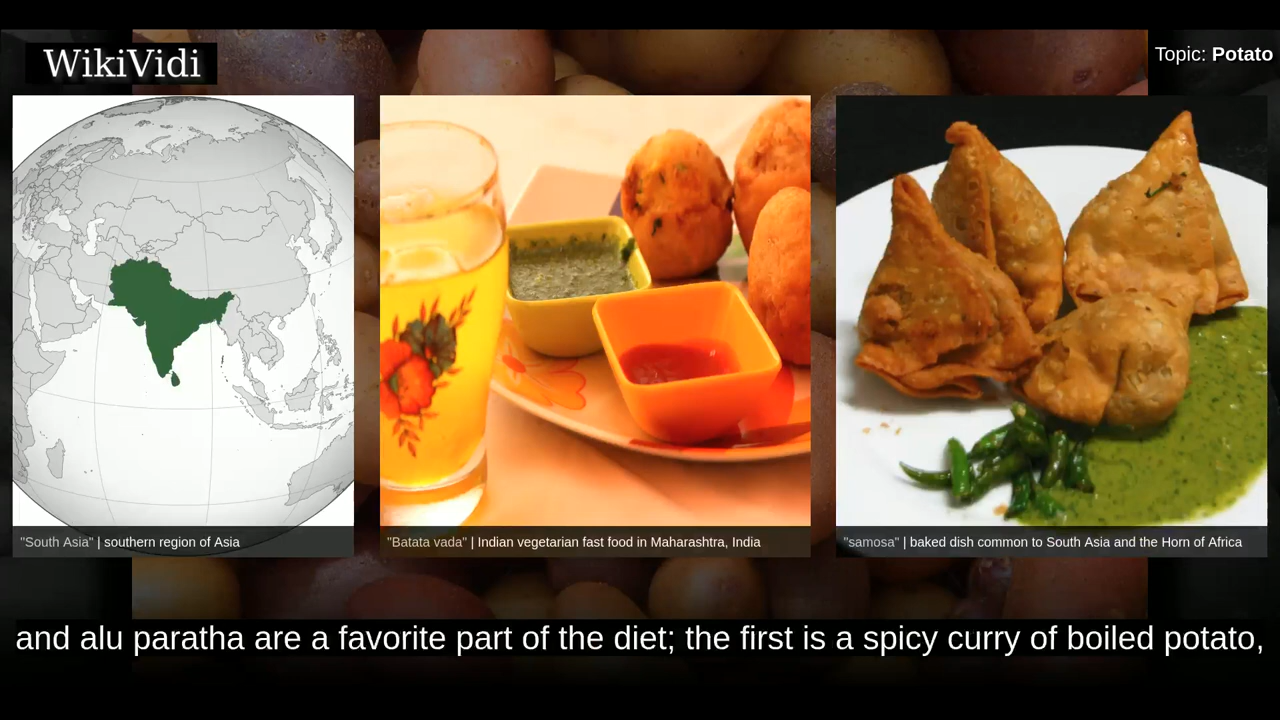 WikiVidi
Topic: Potato
"South Asia" | southern region of Asia
"Batata vada" | Indian vegetarian fast food in Maharashtra, India
"samosa" | baked dish common to South Asia and the Horn of Africa
and alu paratha are a favorite part of the diet; the first is a spicy curry of boiled potato,